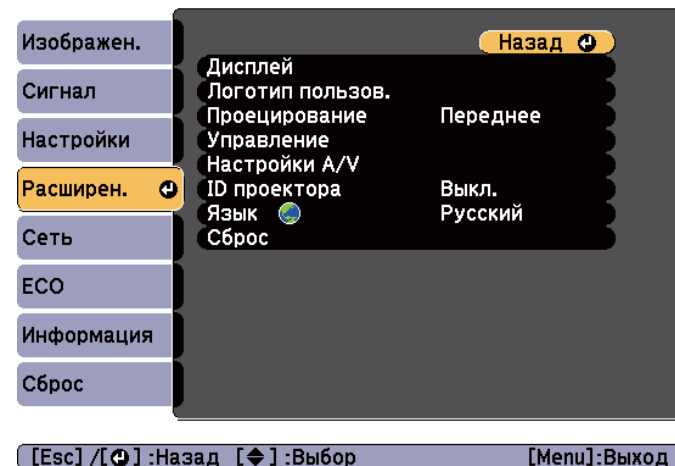 Изображен.
Сигнал
Настройки
Расширен.
Сеть
ECO
Информация
Сброс
Назад
Дисплей
Логотип пользов.
Проецирование Переднее
Управление
Настройки A/V
ID проектора Выкл.
Язык Русский
Сброс
[Esc] /[] :Назад [] :Выбор [Menu]:Выход